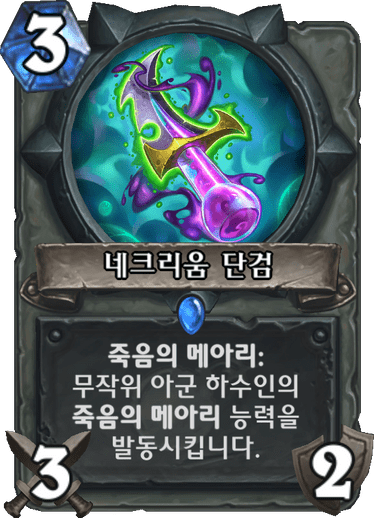 3
네크리움 단검
죽음의 메아리:
무작위 아군 하수인의
죽음의 메아리 능력을
발동시킵니다.
3
2